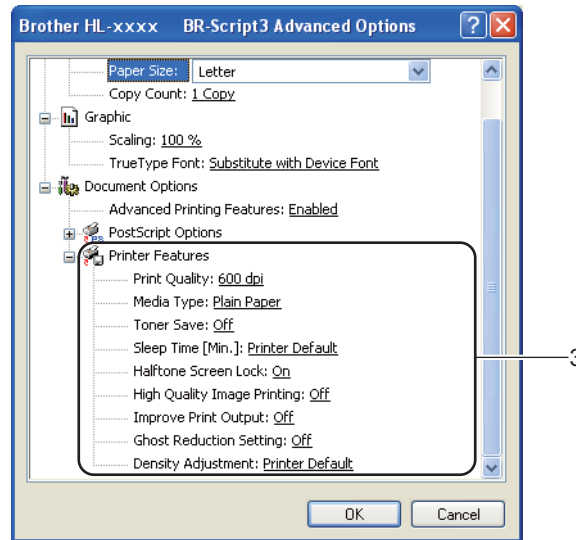 Brother HL-xxxx BR-Script3 Advanced Options
Paper Size: Letter
Copy Count: 1 Copy
Graphic
Scaling: 100 %
TrueType Font: Substitute with Device Font
Document Options
Advanced Printing Features: Enabled
PostScript Options
Printer Features
Print Quality: 600 dpi
Media Type: Plain Paper
Toner Save: Off
Sleep Time [Min.]: Printer Default
Halftone Screen Lock: On
High Quality Image Printing: Off
Improve Print Output: Off
Ghost Reduction Setting: Off
Density Adjustment: Printer Default
3
OK Cancel